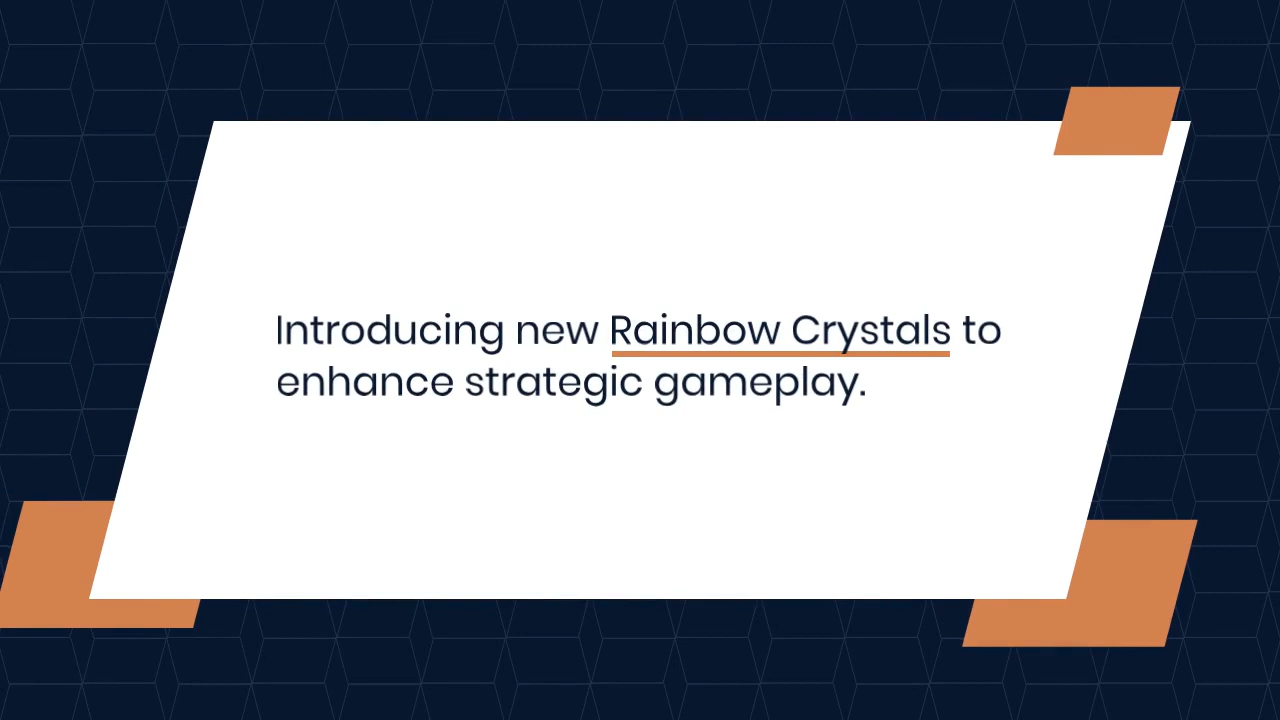 Introducing new Rainbow Crystals to
enhance strategic gameplay.